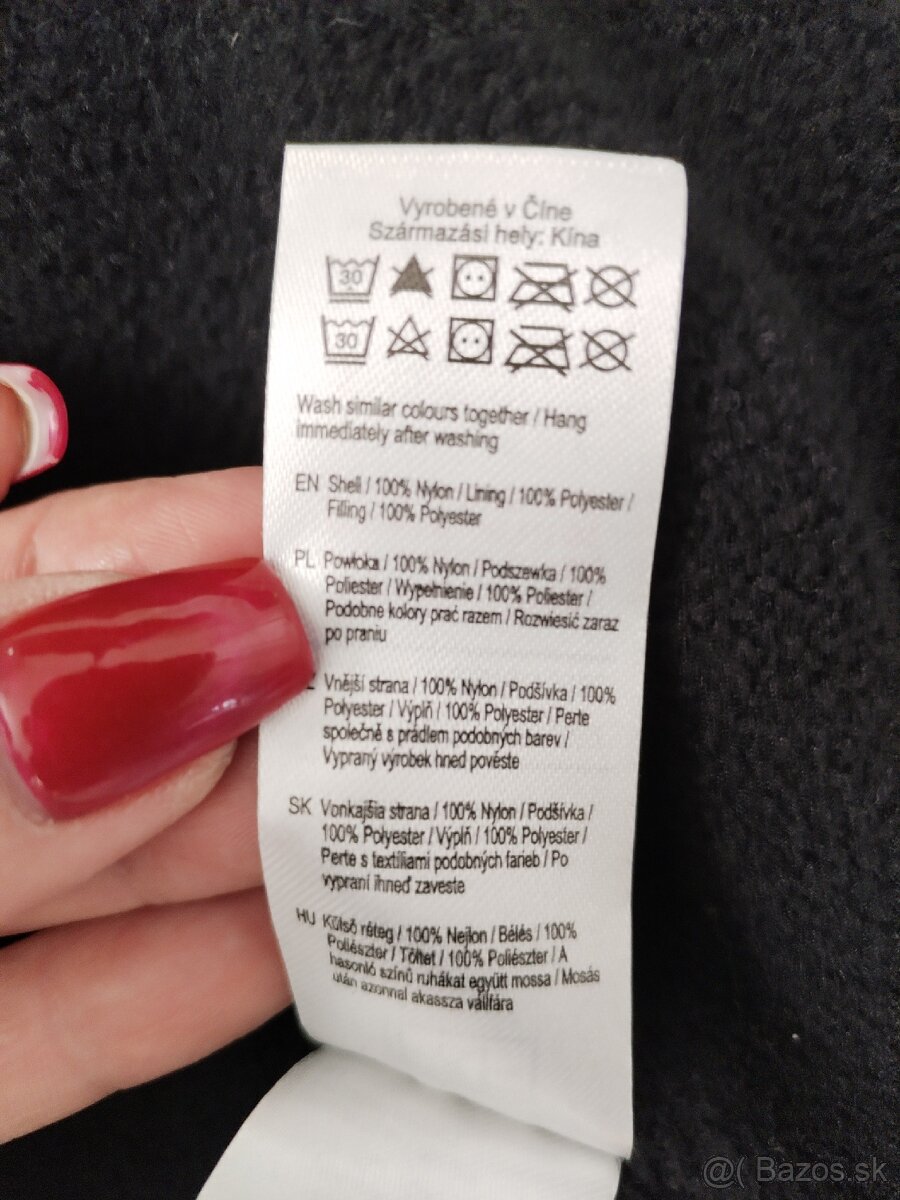 Vyrobené v Číne
Származási hely: Kína
30
30
Wash similar colours together / Hang
immediately after washing
EN Shell / 100% Nylon / Lining / 100% Polyester /
Filling / 100% Polyester
PL Powłoka / 100% Nylon / Podszewka / 100%
Poliester / Wypełnienie / 100% Poliester /
Podobne kolory prać razem / Rozwiesić zaraz
po praniu
Vnější strana / 100% Nylon / Podšívka / 100%
Polyester / Výplň / 100% Polyester / Perte
společně s prádlem podobných barev /
Vypraný výrobek hned pověste
SK Vonkajšia strana / 100% Nylon / Podšívka /
100% Polyester / Výplň / 100% Polyester /
Perte s textíliami podobných farieb / Po
vypraní ihneď zaveste
HU Külső réteg / 100% Nejlon / Bélés / 100%
Poliészter / Töltet / 100% Poliészter / A
hasonló színű ruhákat együtt mossa / Mosás
után azonnal akassza vállfára
@( Bazos.sk